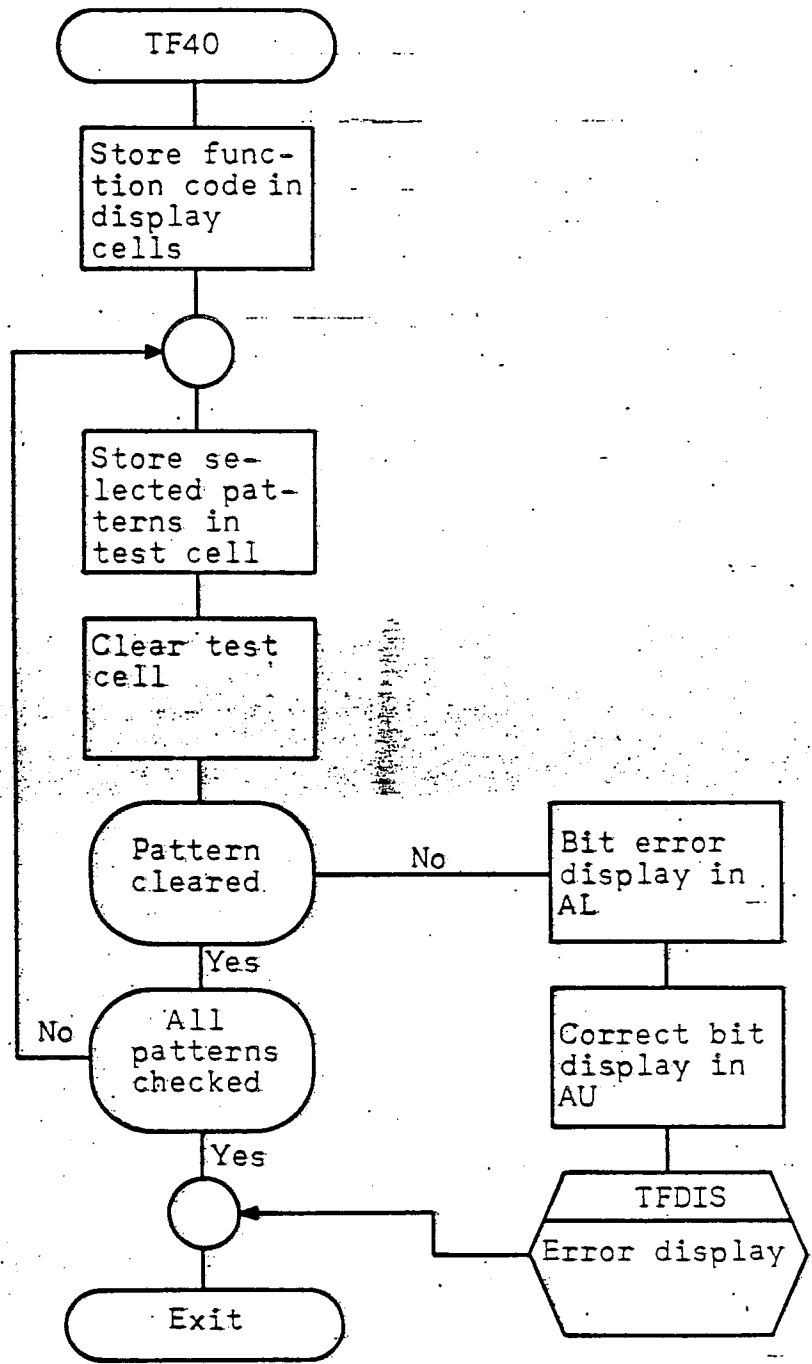 TF40
Store func-
tion code in
display
cells
Store se-
lected pat-
terns in
test cell
Clear test
cell
Pattern
cleared
No
Bit error
display in
AL
Yes
No
All
patterns
checked
Correct bit
display in
AU
Yes
TFDIS
Error display
Exit